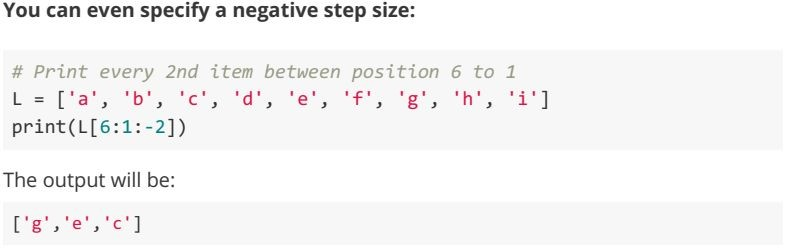 You can even specify a negative step size:
# Print every 2nd item between position 6 to 1
L = ['a', 'b', 'c', 'd', 'e', 'f', 'g', 'h', 'i']
print(L[6:1:-2])
The output will be:
['g','e','c']